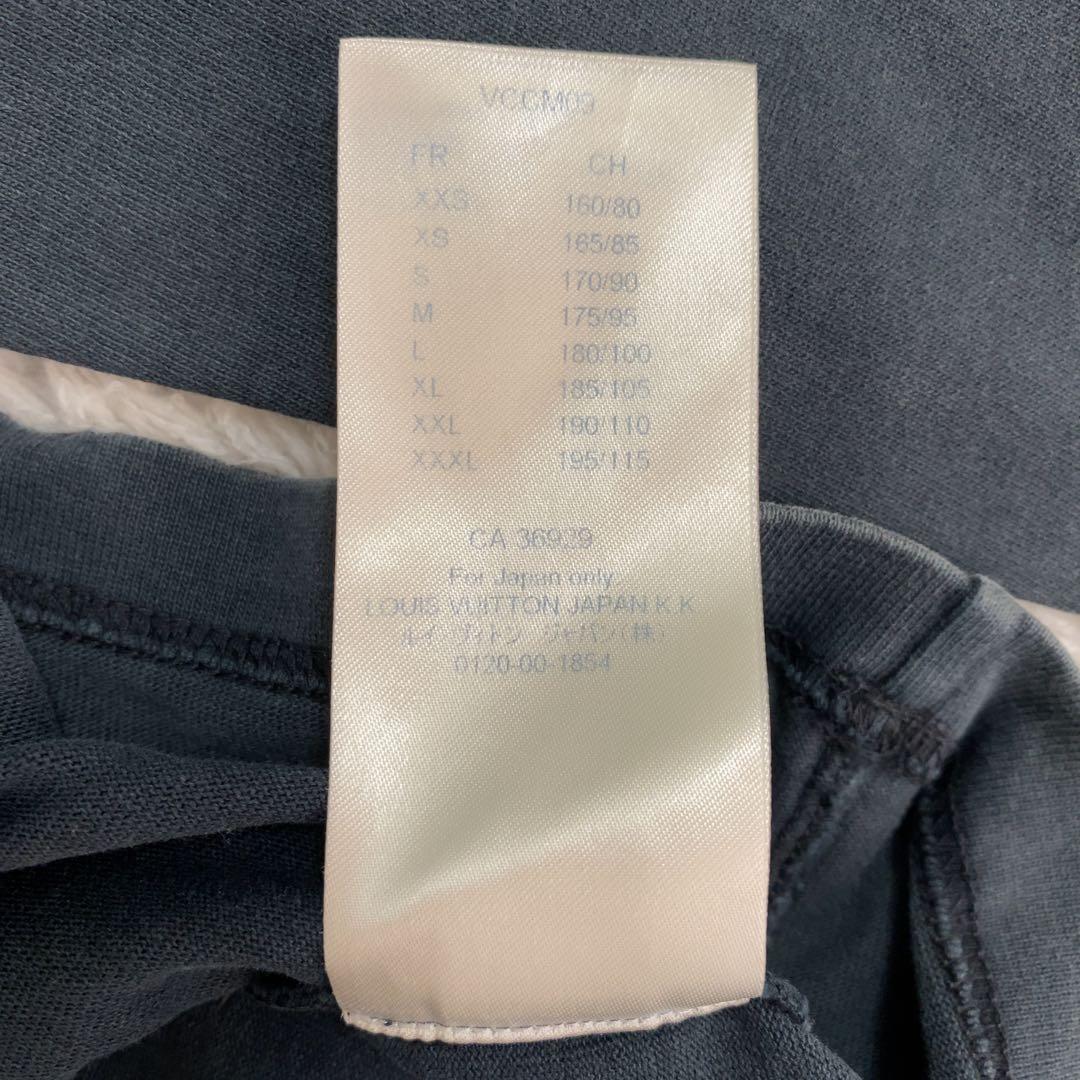 VCCM09
FR CH
XXS 160/80
XS 165/85
S 170/90
M 175/95
L 180/100
XL 185/105
XXL 190/110
XXXL 195/115
CA 36929
For Japan only:
LOUIS VUITTON JAPAN K.K
ルイ ヴィトン ジャパン(株)
0120-00-1854